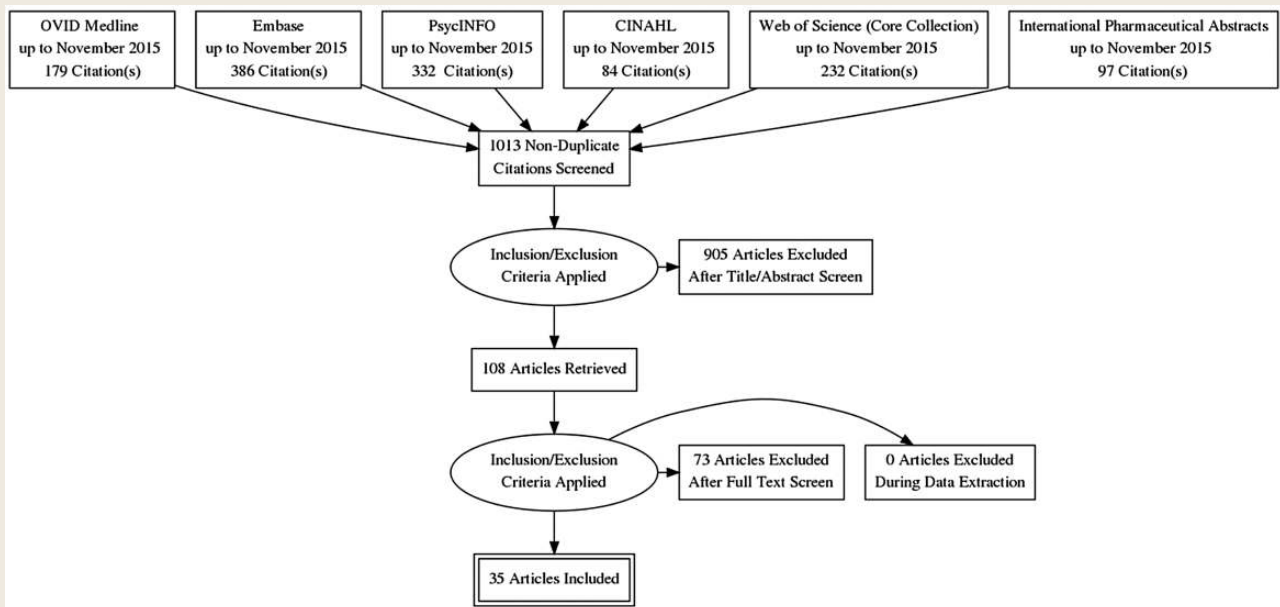 OVID Medline
up to November 2015
179 Citation(s)
Embase
up to November 2015
386 Citation(s)
PsycINFO
up to November 2015
332 Citation(s)
CINAHL
up to November 2015
84 Citation(s)
Web of Science (Core Collection)
up to November 2015
232 Citation(s)
International Pharmaceutical Abstracts
up to November 2015
97 Citation(s)
1013 Non-Duplicate
Citations Screened
Inclusion/Exclusion
Criteria Applied
905 Articles Excluded
After Title/Abstract Screen
108 Articles Retrieved
Inclusion/Exclusion
Criteria Applied
73 Articles Excluded
After Full Text Screen
0 Articles Excluded
During Data Extraction
35 Articles Included